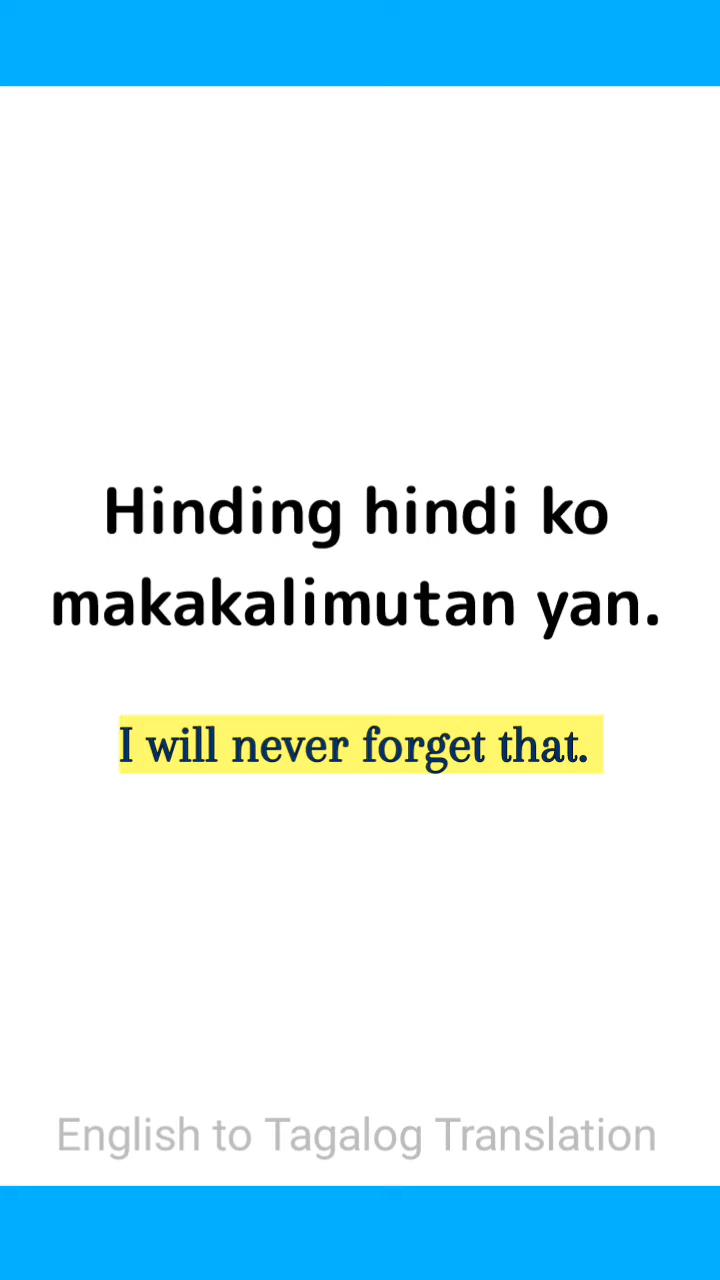 Hinding hindi ko
makakalimutan yan.
I will never forget that.
English to Tagalog Translation